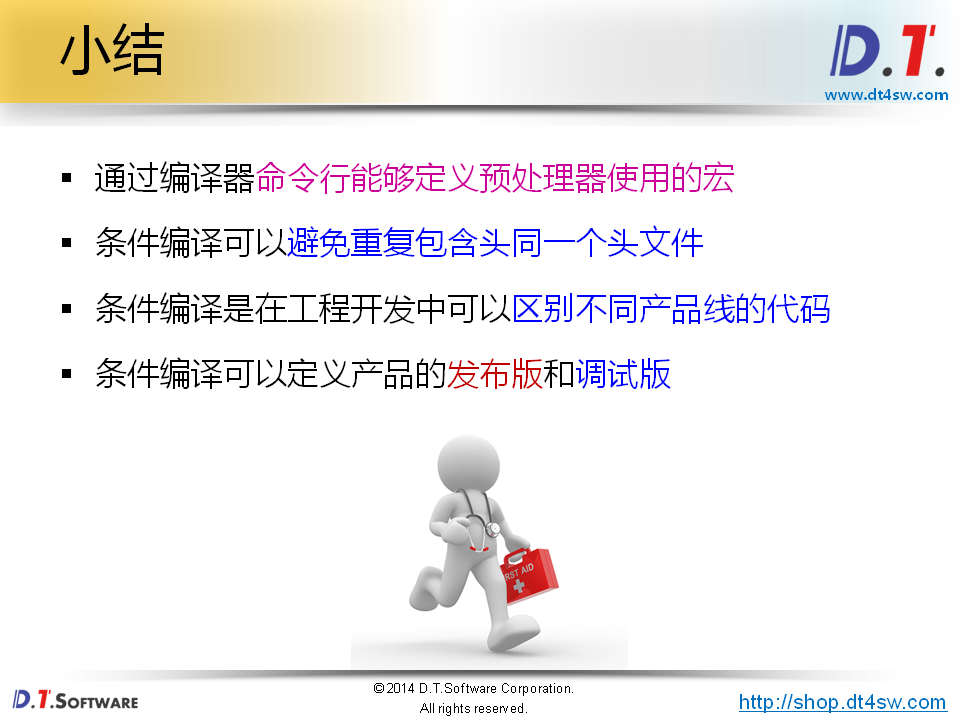 小结
D.T.
www.dt4sw.com
▪ 通过编译器命令行能够定义预处理器使用的宏
▪ 条件编译可以避免重复包含头同一个头文件
▪ 条件编译是在工程开发中可以区别不同产品线的代码
▪ 条件编译可以定义产品的发布版和调试版
RST AID
D.T.SOFTWARE
©2014 D.T.Software Corporation.
All rights reserved.
http://shop.dt4sw.com